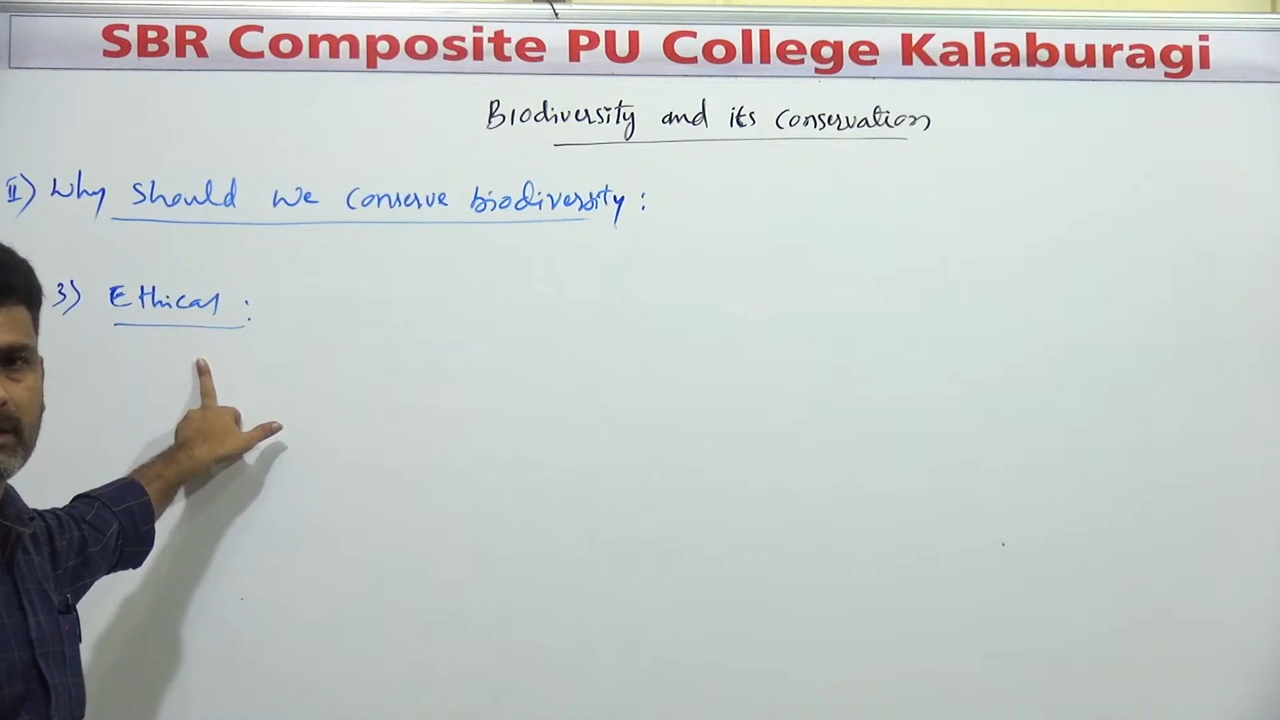 SBR Composite PU College Kalaburagi
Biodiversity and its conservation
II) Why should we conserve biodiversity :
3) Ethical :